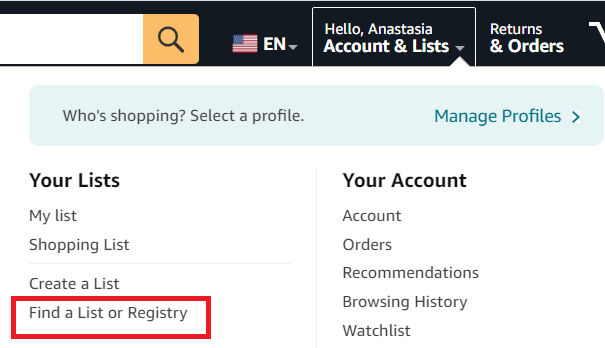 EN
Hello, Anastasia
Account & Lists
Returns
& Orders
Who's shopping? Select a profile.
Manage Profiles
Your Lists
My list
Shopping List
Create a List
Find a List or Registry
Your Account
Account
Orders
Recommendations
Browsing History
Watchlist